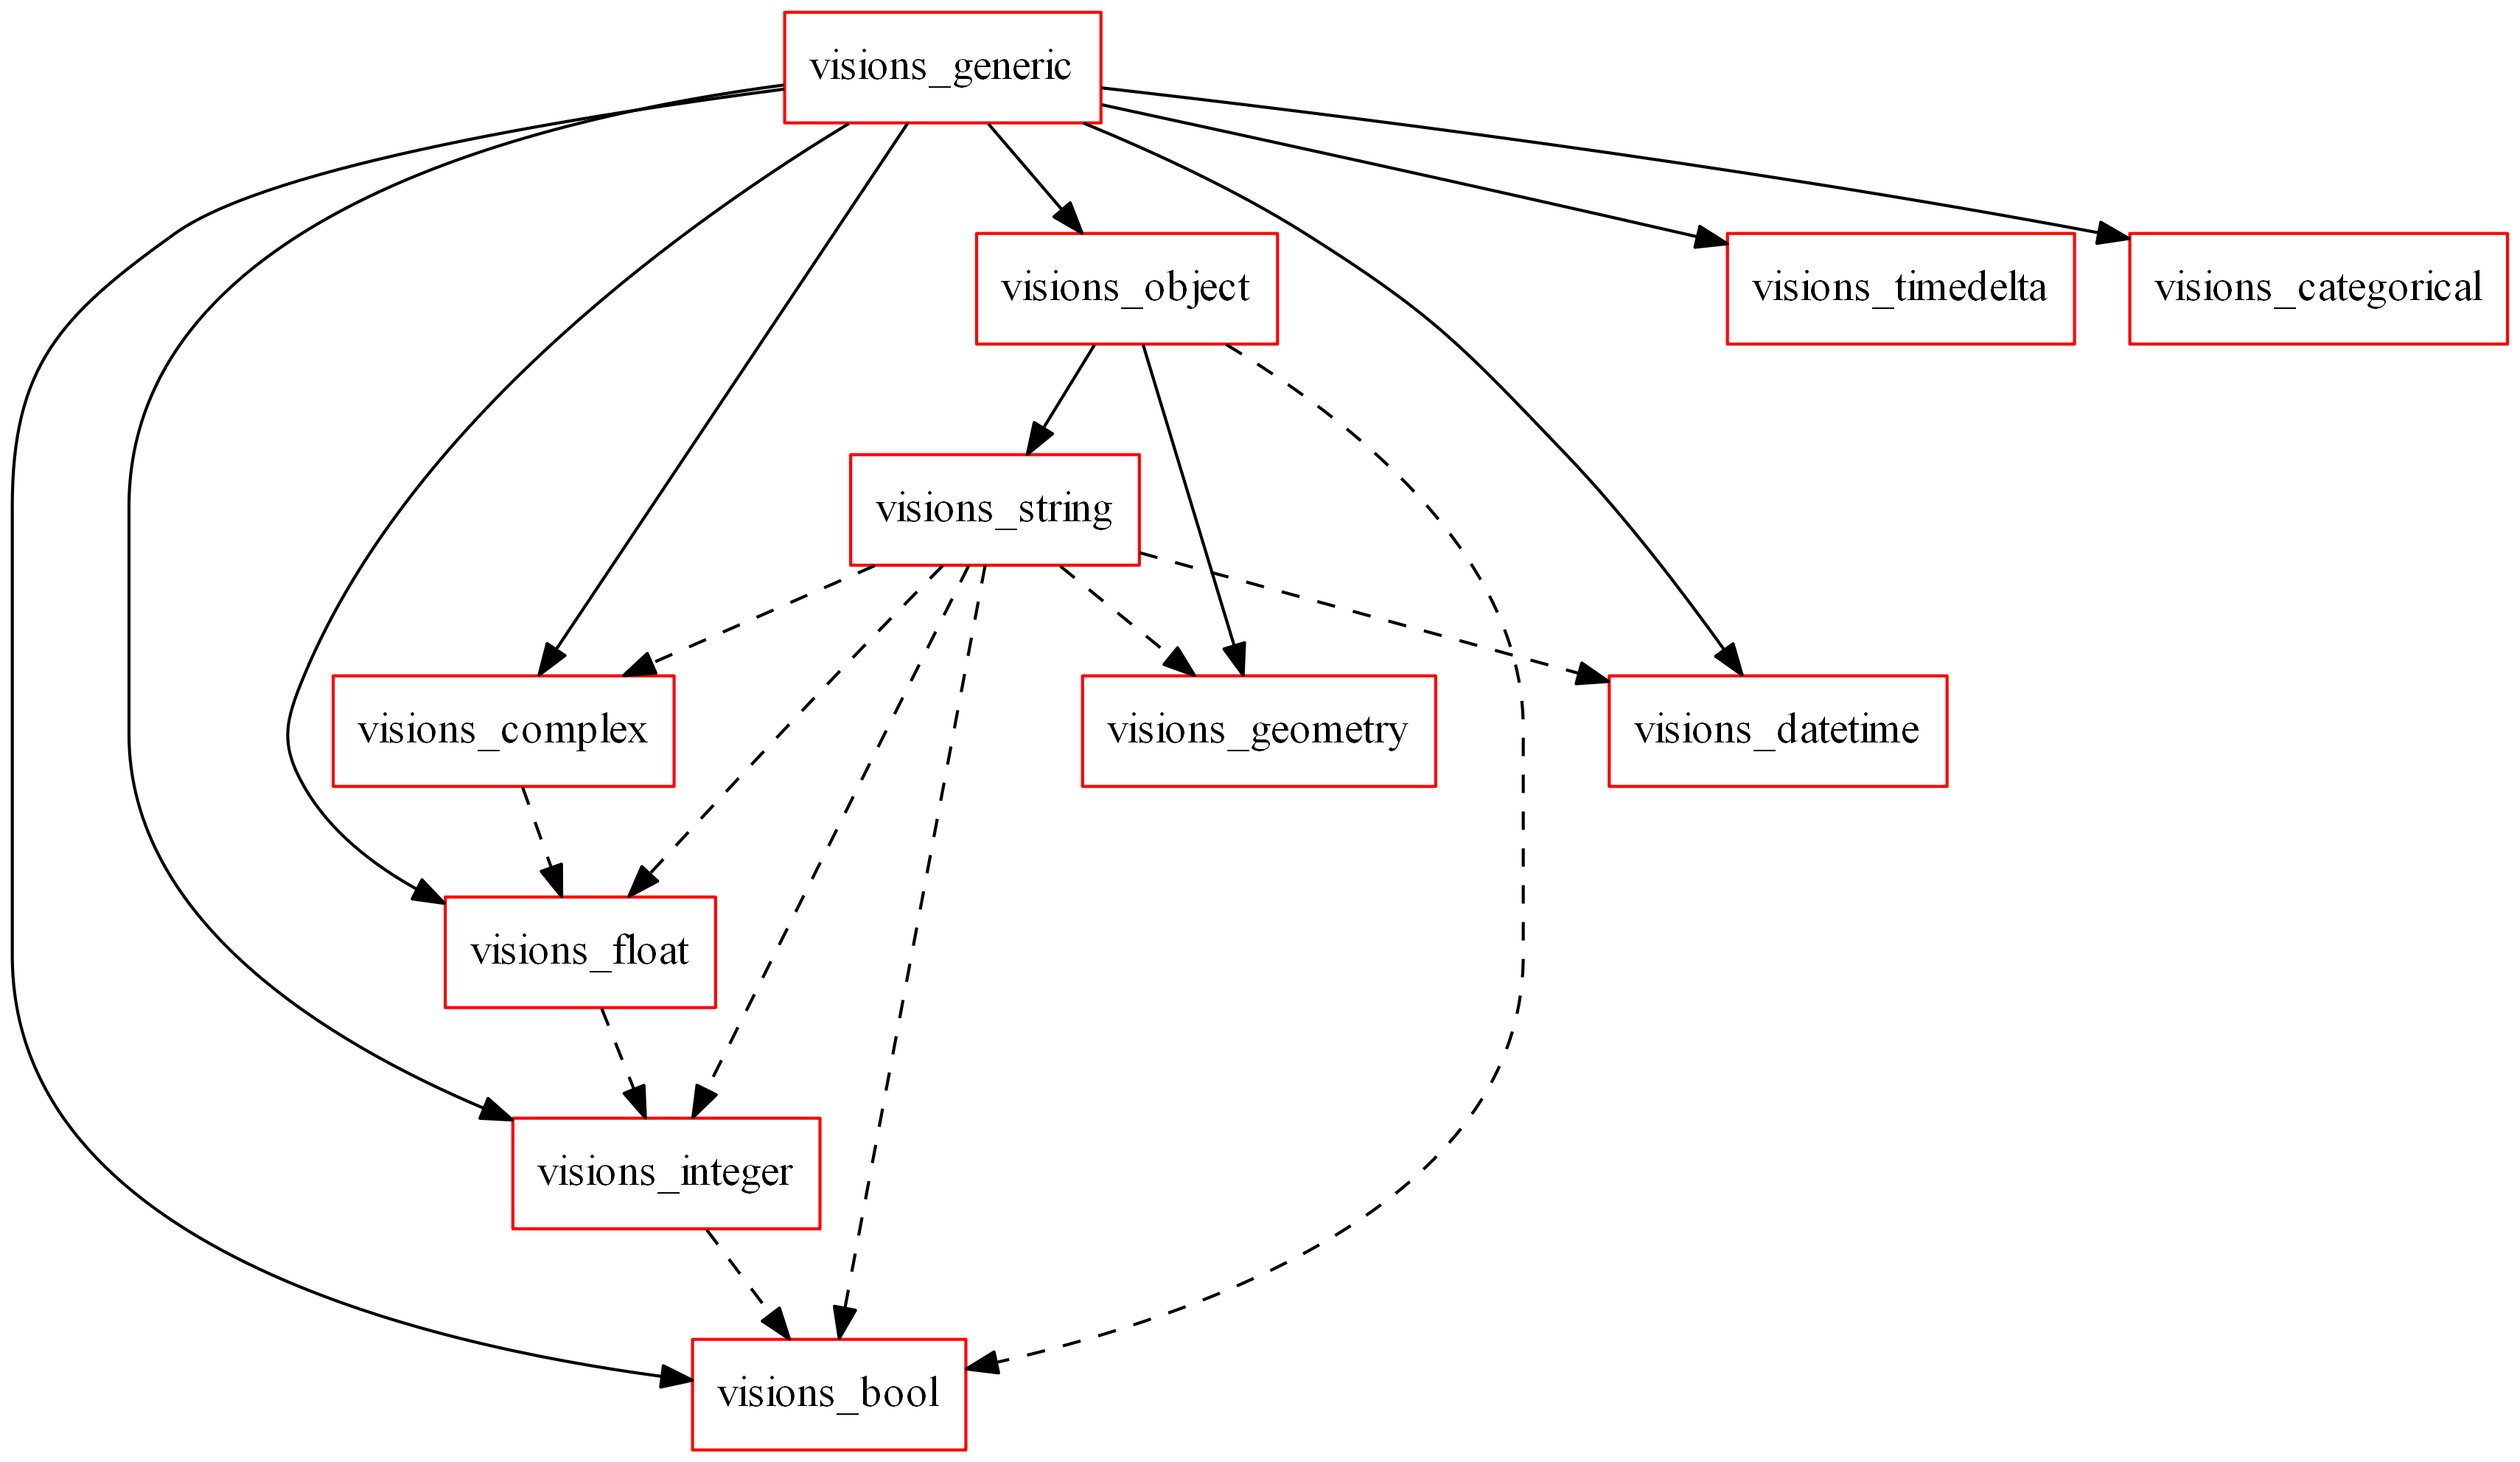 visions_generic
visions_object
visions_timedelta
visions_categorical
visions_string
visions_complex
visions_geometry
visions_datetime
visions_float
visions_integer
visions_bool